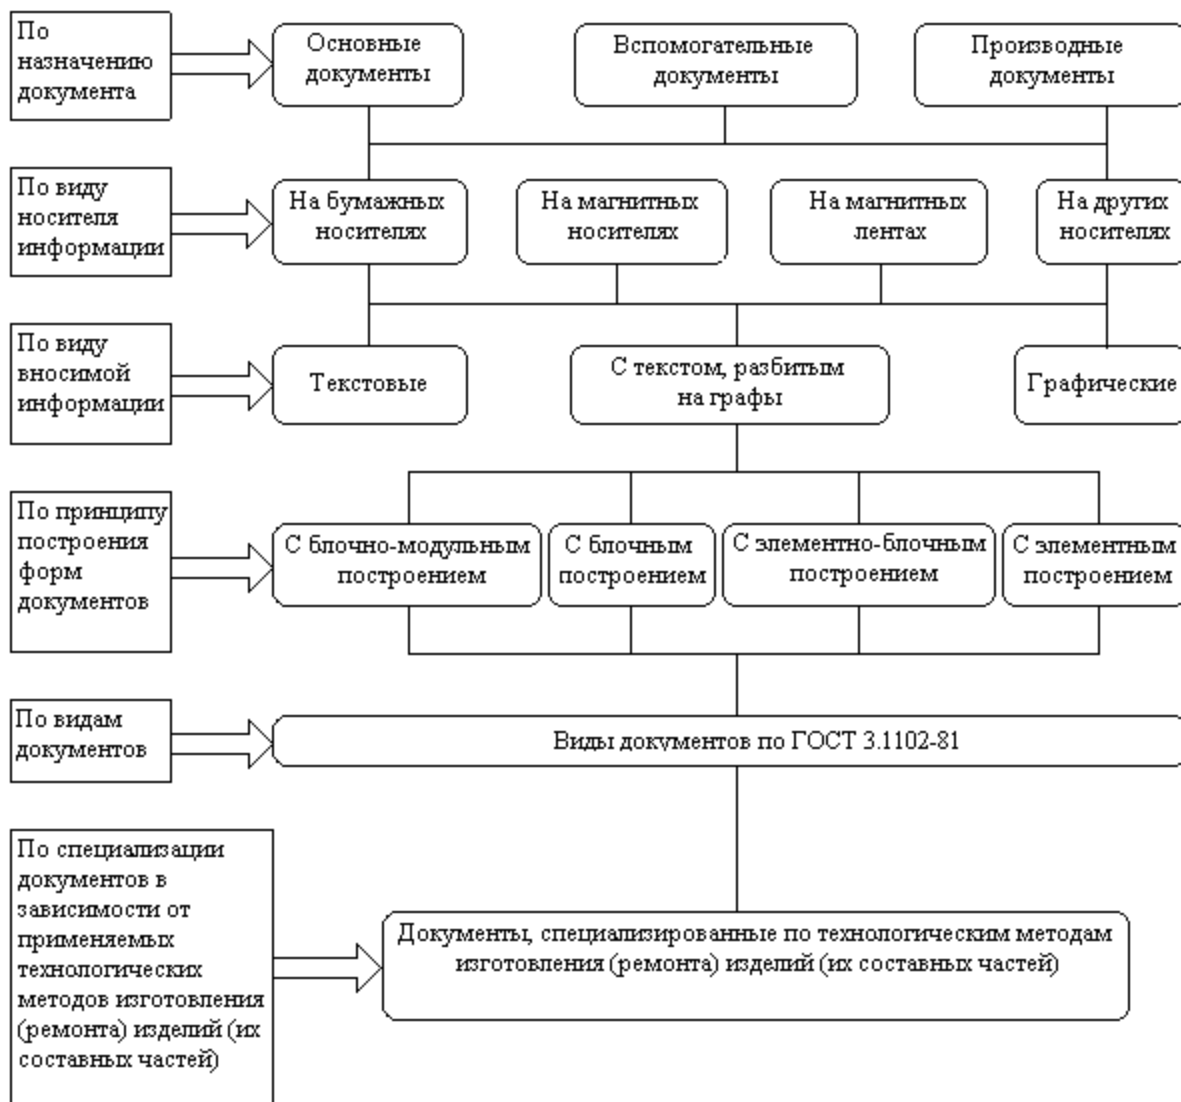 По
назначению
документа
Основные
документы
Вспомогательные
документы
Производные
документы
По виду
носителя
информации
На бумажных
носителях
На магнитных
носителях
На магнитных
лентах
На других
носителях
По виду
вносимой
информации
Текстовые
С текстом, разбитым
на графы
Графические
По принципу
построения
форм
документов
С блочно-модульным
построением
С блочным
построением
С элементно-блочным
построением
С элементным
построением
По видам
документов
Виды документов по ГОСТ 3.1102-81
По специализации
документов в
зависимости от
применяемых
технологических
методов изготовления
(ремонта) изделий (их
составных частей)
Документы, специализированные по технологическим методам
изготовления (ремонта) изделий (их составных частей)